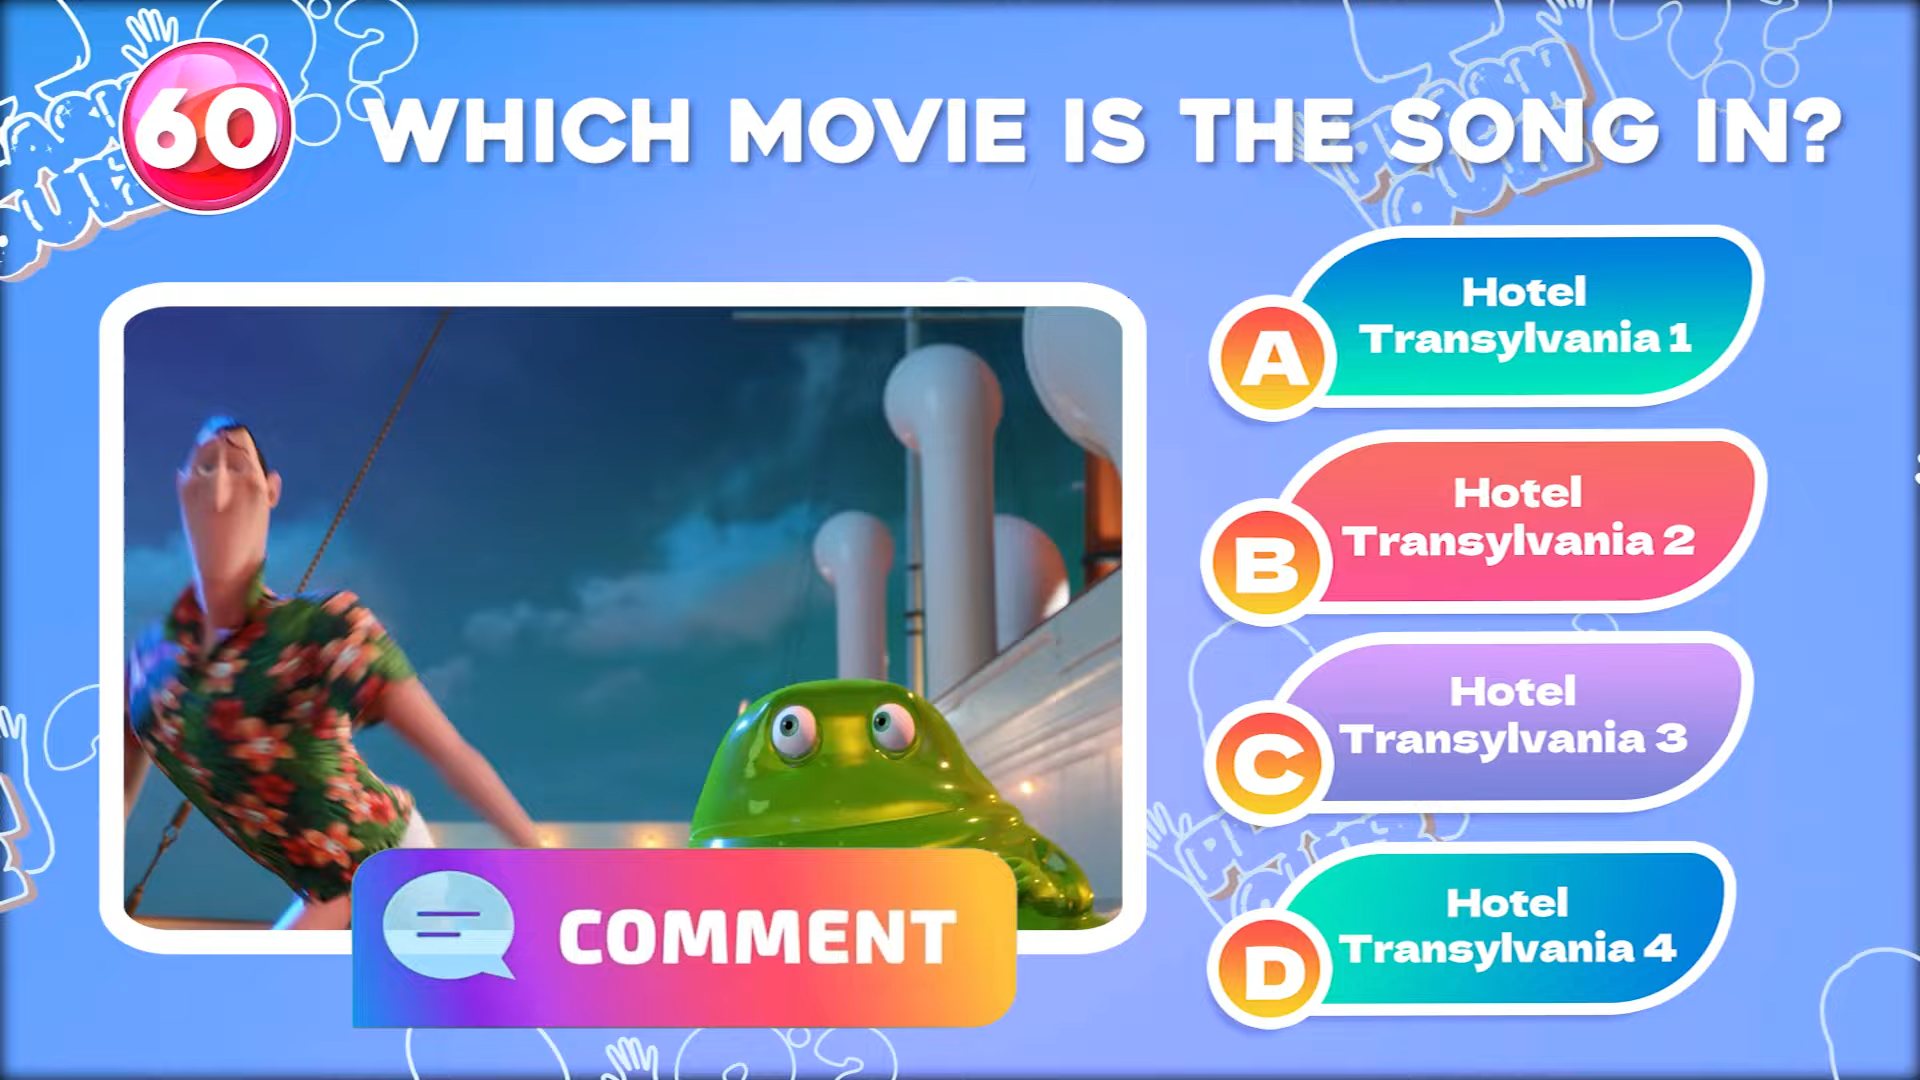 60
WHICH MOVIE IS THE SONG IN?
A
Hotel
Transylvania 1
B
Hotel
Transylvania 2
C
Hotel
Transylvania 3
D
Hotel
Transylvania 4
COMMENT